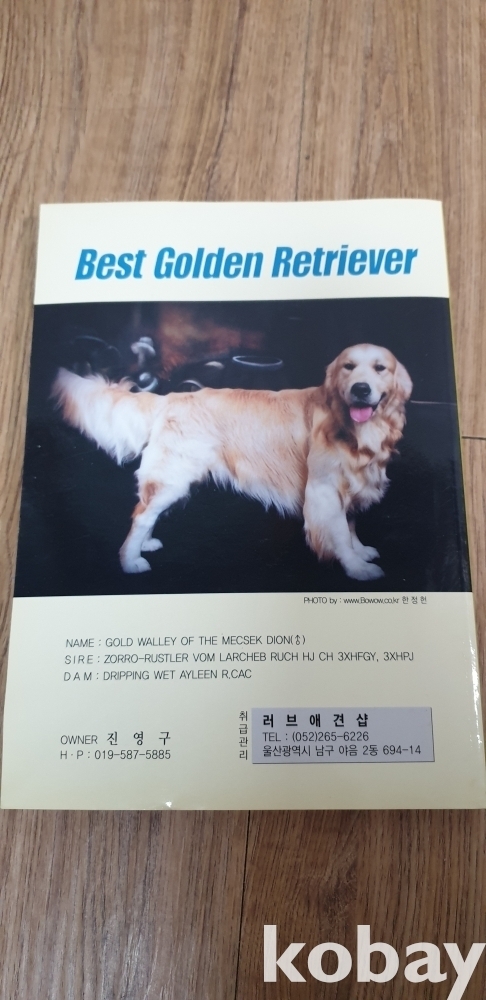 Best Golden Retriever
PHOTO by : www.Bowow.co.kr 한 정 헌
NAME : GOLD WALLEY OF THE MECSEK DION(♂)
SIRE : ZORRO-RUSTLER VOM LARCHEB RUCH HJ CH 3XHFGY, 3XHPJ
DAM : DRIPPING WET AYLEEN R.CAC
OWNER 진 영 구
H · P : 019-587-5885
취급관리
러 브 애 견 샵
TEL : (052)265-6226
울산광역시 남구 야음 2동 694-14
kobay